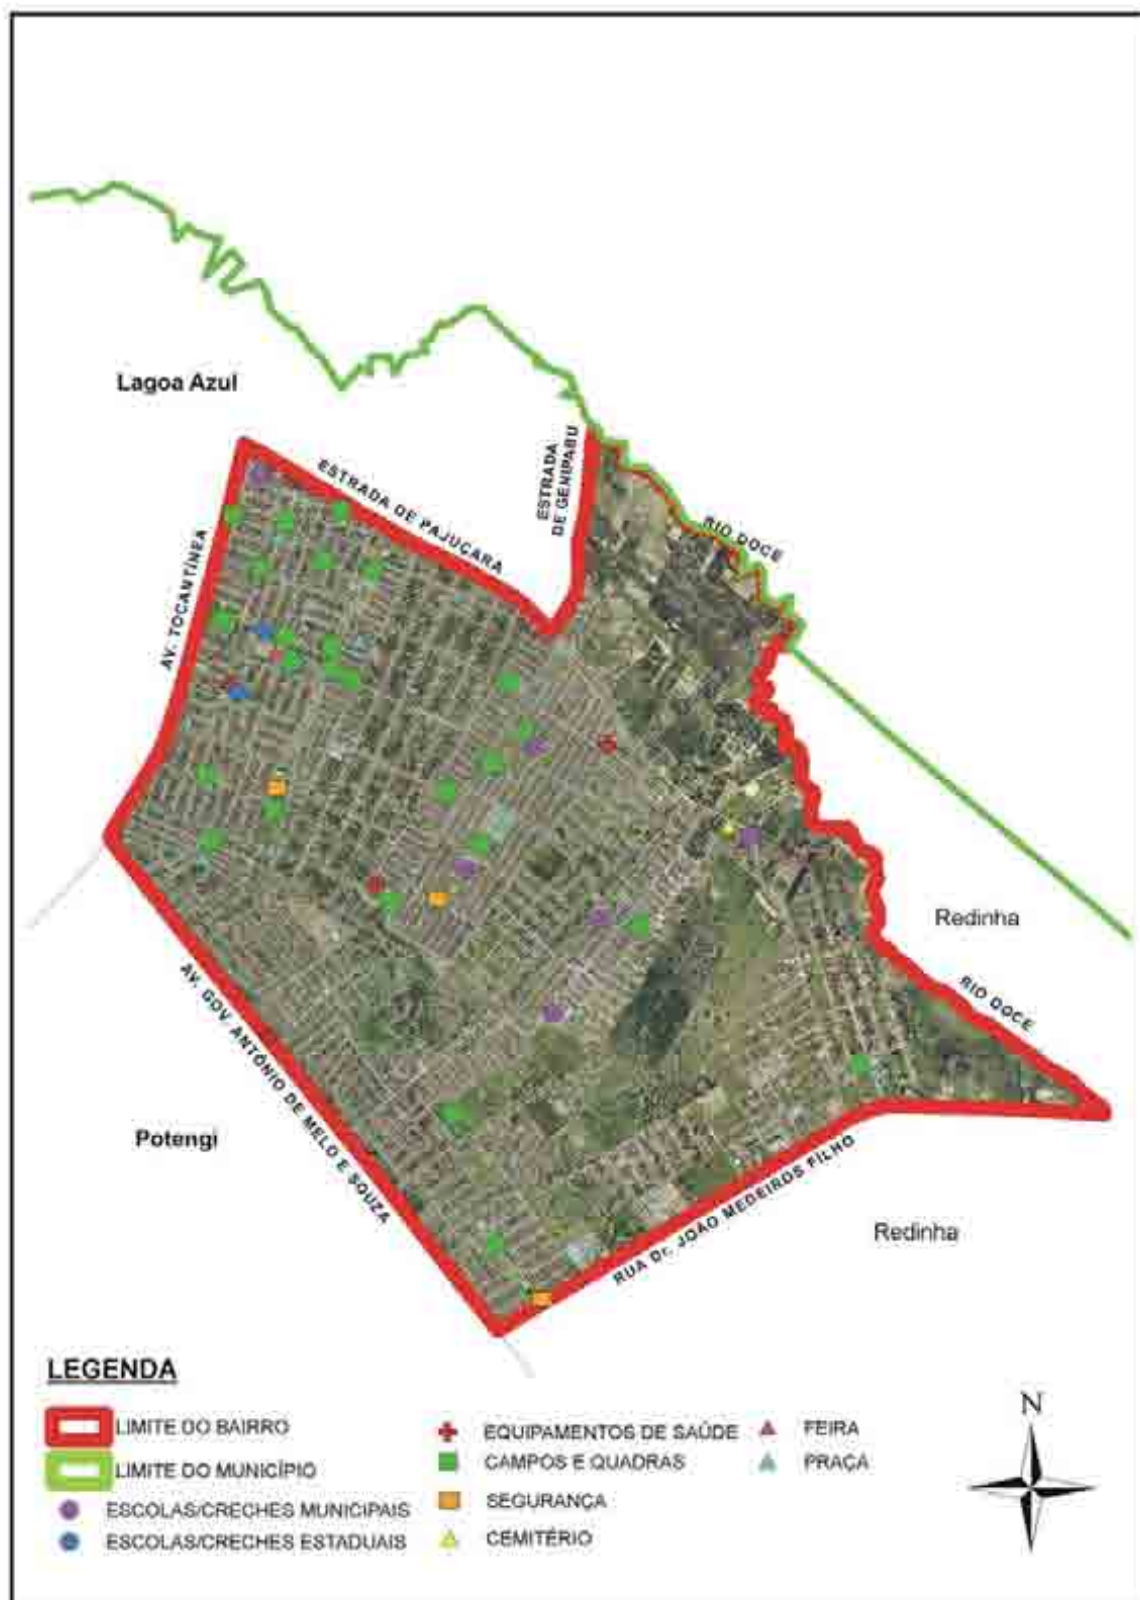 Lagoa Azul
ESTRADA DE PAJUÇARA
ESTRADA
DE GENIPABU
RIO DOCE
AV. TOCANTÍNEA
Redinha
RIO DOCE
AV. GOV. ANTÔNIO DE MELO E SOUZA
Potengi
RUA Dr. JOÃO MEDEIROS FILHO
Redinha
LEGENDA
LIMITE DO BAIRRO
LIMITE DO MUNICÍPIO
ESCOLAS/CRECHES MUNICIPAIS
ESCOLAS/CRECHES ESTADUAIS
EQUIPAMENTOS DE SAÚDE
CAMPOS E QUADRAS
SEGURANÇA
CEMITÉRIO
FEIRA
PRAÇA
N